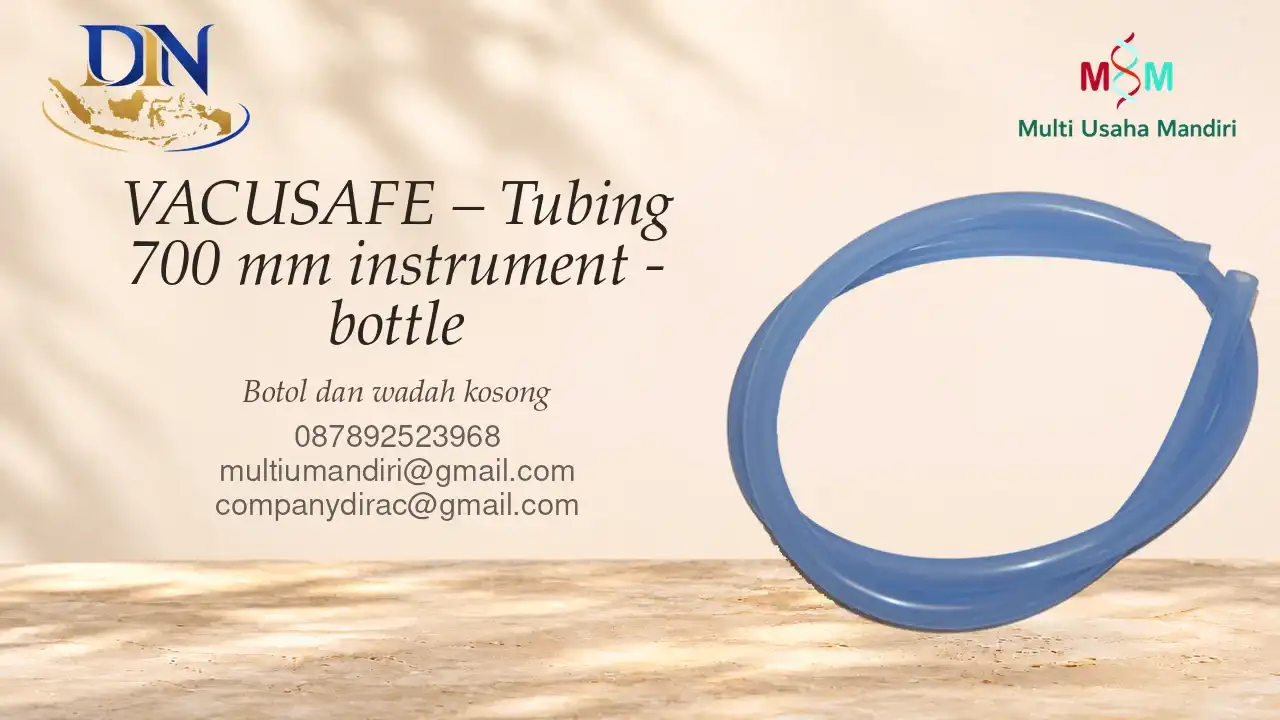 DIN
M M
Multi Usaha Mandiri
VACUSAFE – Tubing
700 mm instrument -
bottle
Botol dan wadah kosong
087892523968
multiumandiri@gmail.com
companydirac@gmail.com